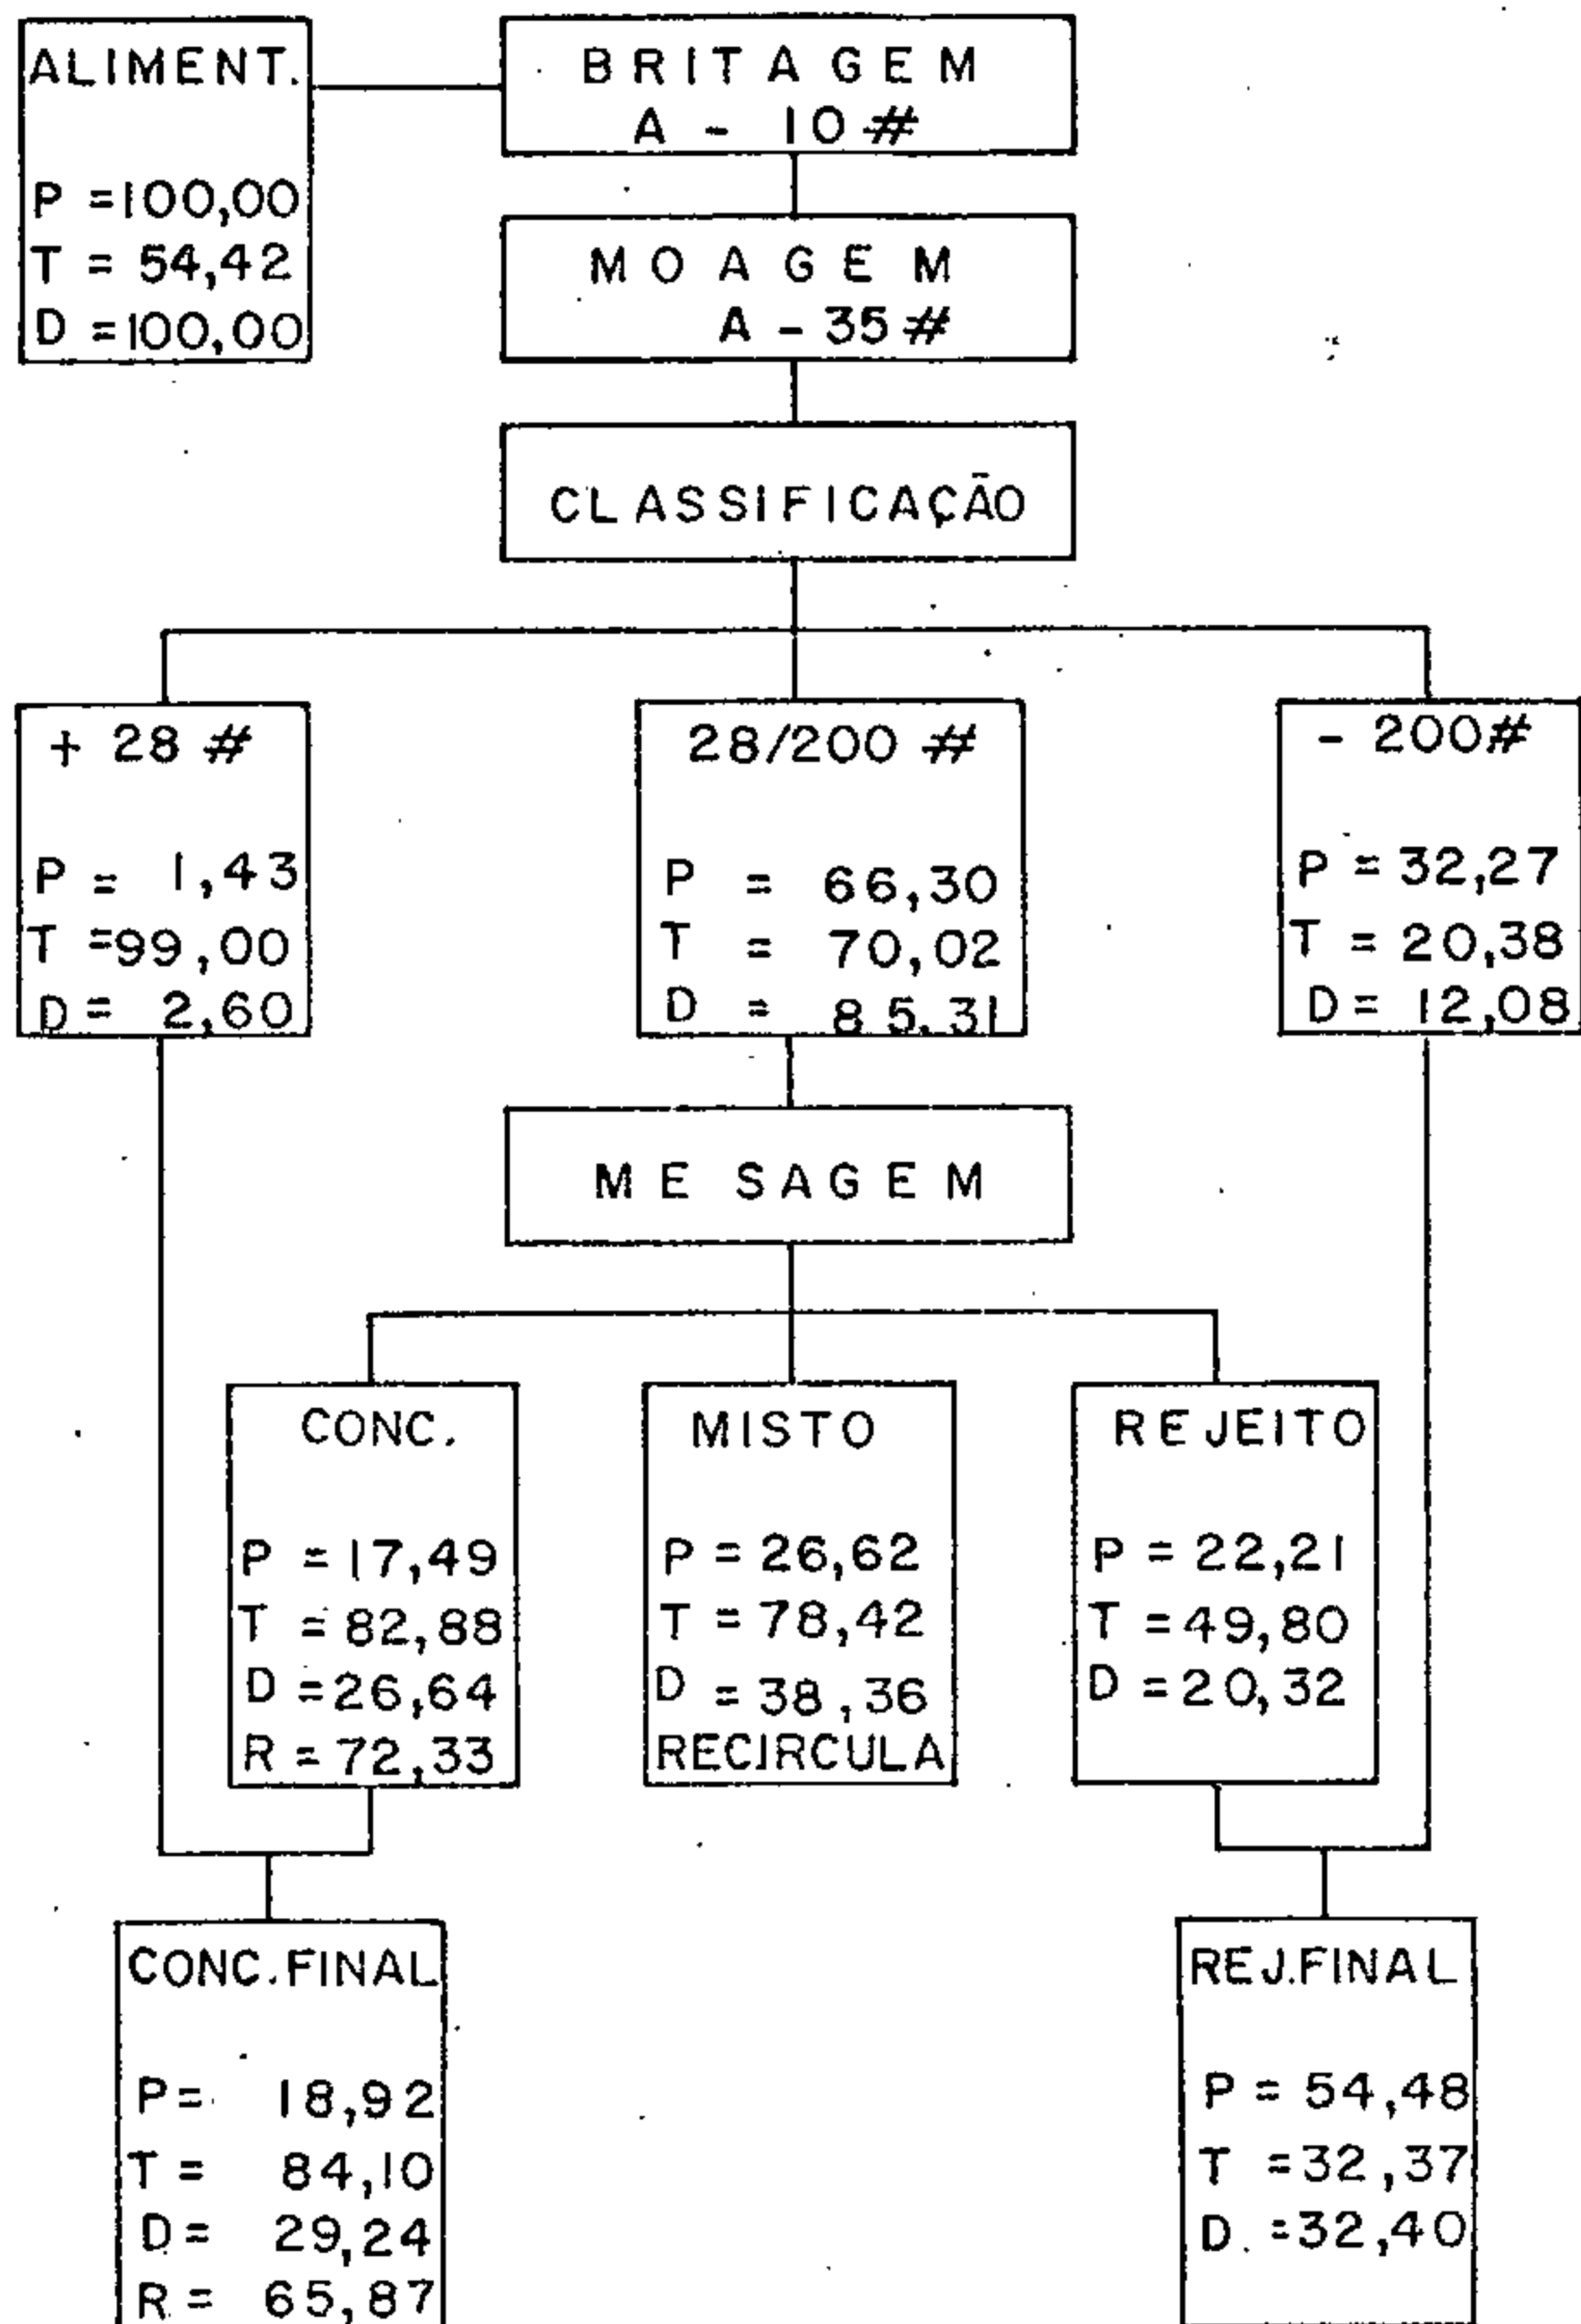 ALIMENT.
P = 100,00
T = 54,42
D = 100,00
BRITAGEM
A - 10 #
MOAGEM
A - 35 #
CLASSIFICAÇÃO
+ 28 #
P = 1,43
T = 99,00
D = 2,60
28/200 #
P = 66,30
T = 70,02
D = 85,31
- 200#
P = 32,27
T = 20,38
D = 12,08
MESAGEM
CONC.
P = 17,49
T = 82,88
D = 26,64
R = 72,33
MISTO
P = 26,62
T = 78,42
D = 38,36
RECIRCULA
REJEITO
P = 22,21
T = 49,80
D = 20,32
CONC.FINAL
P = 18,92
T = 84,10
D = 29,24
R = 65,87
REJ.FINAL
P = 54,48
T = 32,37
D = 32,40